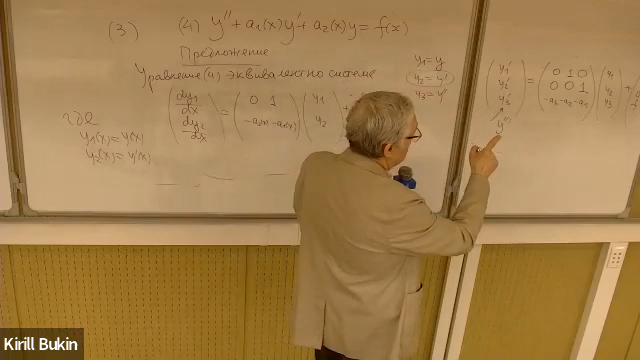 (3) (4) y'' + a₁(x)y' + a₂(x)y = f(x)
Предложение
Уравнение (4) эквивалентно системе
dy₁/dx
dy₂/dx
=
0 1
-a₂(x) -a₁(x)
y₁
y₂
+
где
y₁(x) = y(x)
y₂(x) = y'(x)
y₁ = y
y₂ = y'
y₃ = y''
y₁'
y₂'
y₃'
=
0 1 0
0 0 1
-a₃ -a₂ -a₁
y₁
y₂
y₃
+
y'''
Kirill Bukin